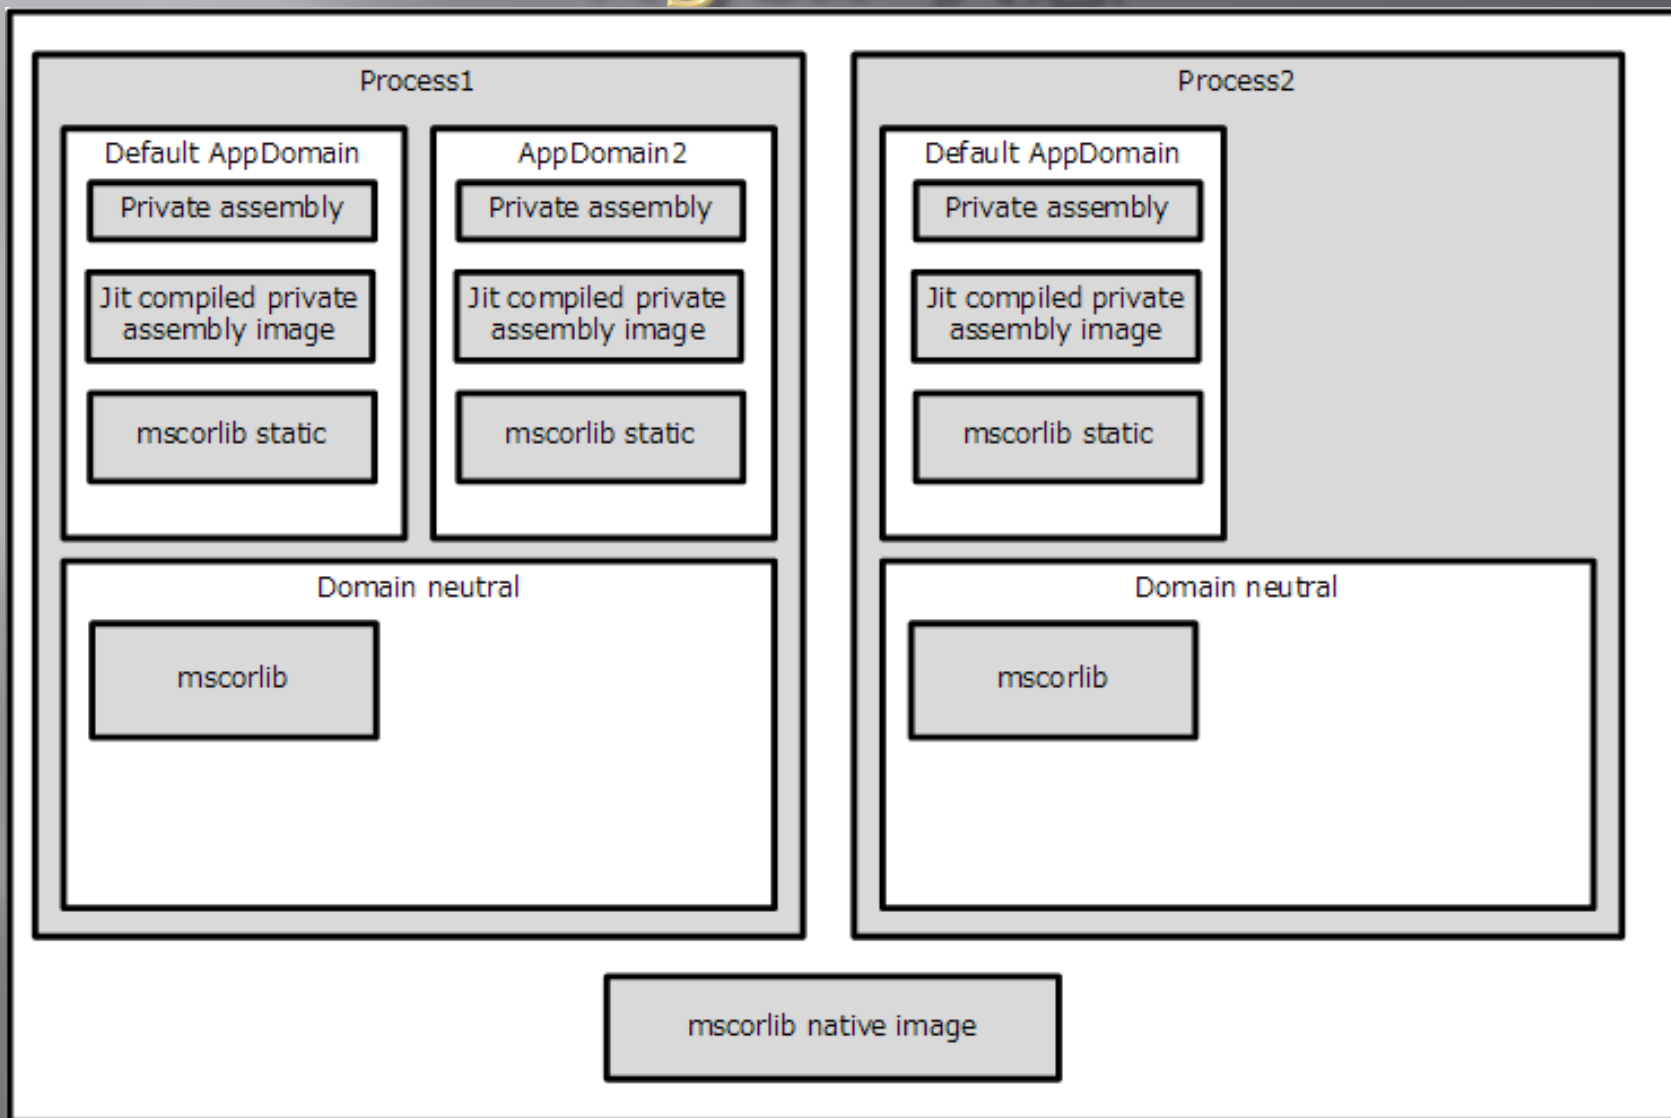 Process1
Default AppDomain
Private assembly
Jit compiled private
assembly image
mscorlib static
AppDomain2
Private assembly
Jit compiled private
assembly image
mscorlib static
Domain neutral
mscorlib
Process2
Default AppDomain
Private assembly
Jit compiled private
assembly image
mscorlib static
Domain neutral
mscorlib
mscorlib native image